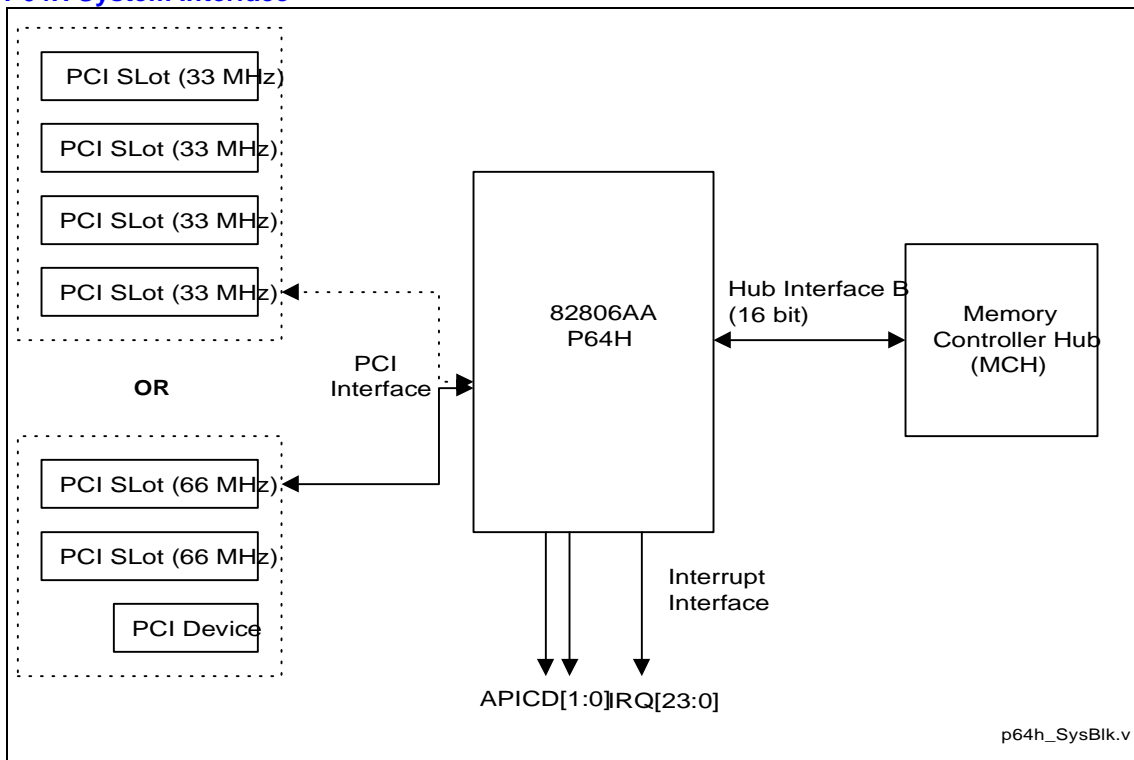 P64H System Interface
PCI SLot (33 MHz)
PCI SLot (33 MHz)
PCI SLot (33 MHz)
PCI SLot (33 MHz)
OR
PCI SLot (66 MHz)
PCI SLot (66 MHz)
PCI Device
PCI
Interface
82806AA
P64H
Hub Interface B
(16 bit)
Memory
Controller Hub
(MCH)
Interrupt
Interface
APICD[1:0]
IRQ[23:0]
p64h_SysBlk.v